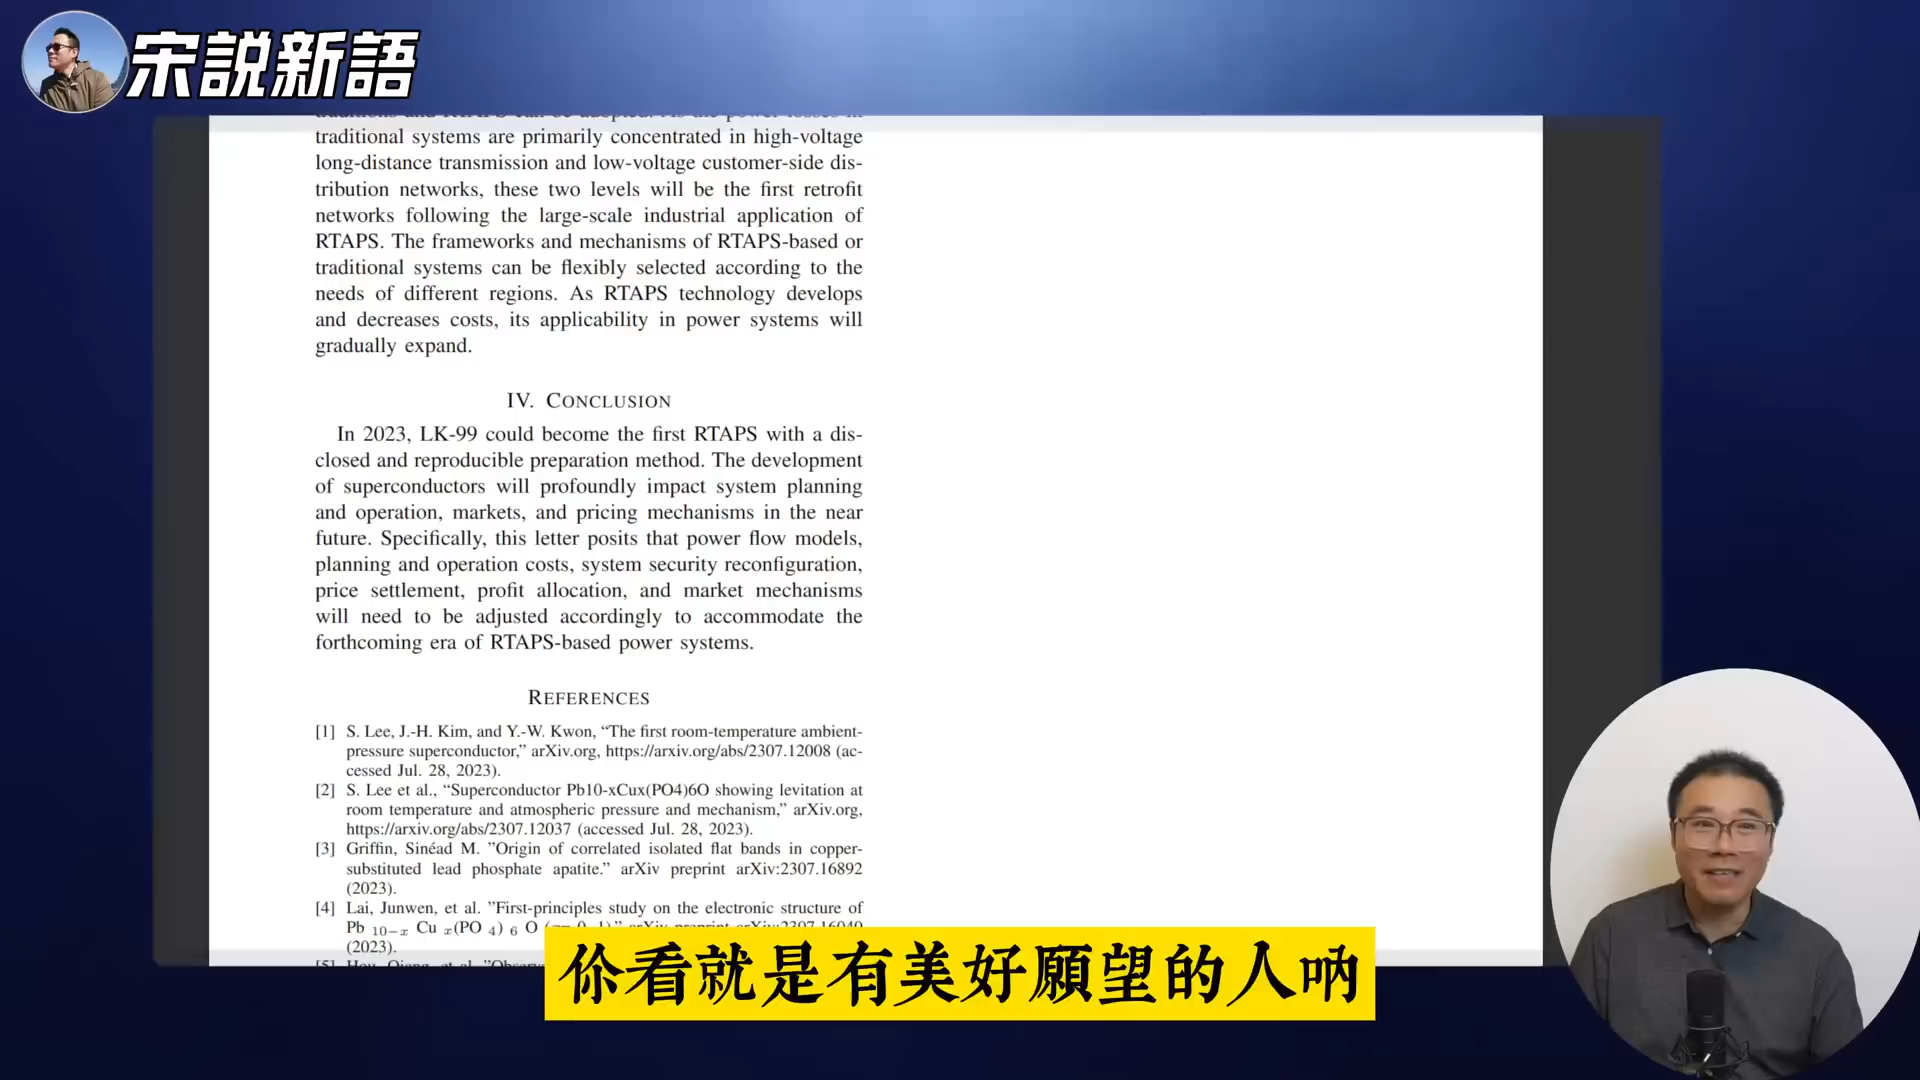 宋説新語
traditional systems are primarily concentrated in high-voltage
long-distance transmission and low-voltage customer-side dis-
tribution networks, these two levels will be the first retrofit
networks following the large-scale industrial application of
RTAPS. The frameworks and mechanisms of RTAPS-based or
traditional systems can be flexibly selected according to the
needs of different regions. As RTAPS technology develops
and decreases costs, its applicability in power systems will
gradually expand.
IV. CONCLUSION
In 2023, LK-99 could become the first RTAPS with a dis-
closed and reproducible preparation method. The development
of superconductors will profoundly impact system planning
and operation, markets, and pricing mechanisms in the near
future. Specifically, this letter posits that power flow models,
planning and operation costs, system security reconfiguration,
price settlement, profit allocation, and market mechanisms
will need to be adjusted accordingly to accommodate the
forthcoming era of RTAPS-based power systems.
REFERENCES
[1] S. Lee, J.-H. Kim, and Y.-W. Kwon, “The first room-temperature ambient-
pressure superconductor,” arXiv.org, https://arxiv.org/abs/2307.12008 (ac-
cessed Jul. 28, 2023).
[2] S. Lee et al., “Superconductor Pb10-xCux(PO4)6O showing levitation at
room temperature and atmospheric pressure and mechanism,” arXiv.org,
https://arxiv.org/abs/2307.12037 (accessed Jul. 28, 2023).
[3] Griffin, Sinéad M. ”Origin of correlated isolated flat bands in copper-
substituted lead phosphate apatite.” arXiv preprint arXiv:2307.16892
(2023).
[4] Lai, Junwen, et al. ”First-principles study on the electronic structure of
Pb 10−x Cu x(PO 4) 6 O
(2023).
你看就是有美好願望的人吶